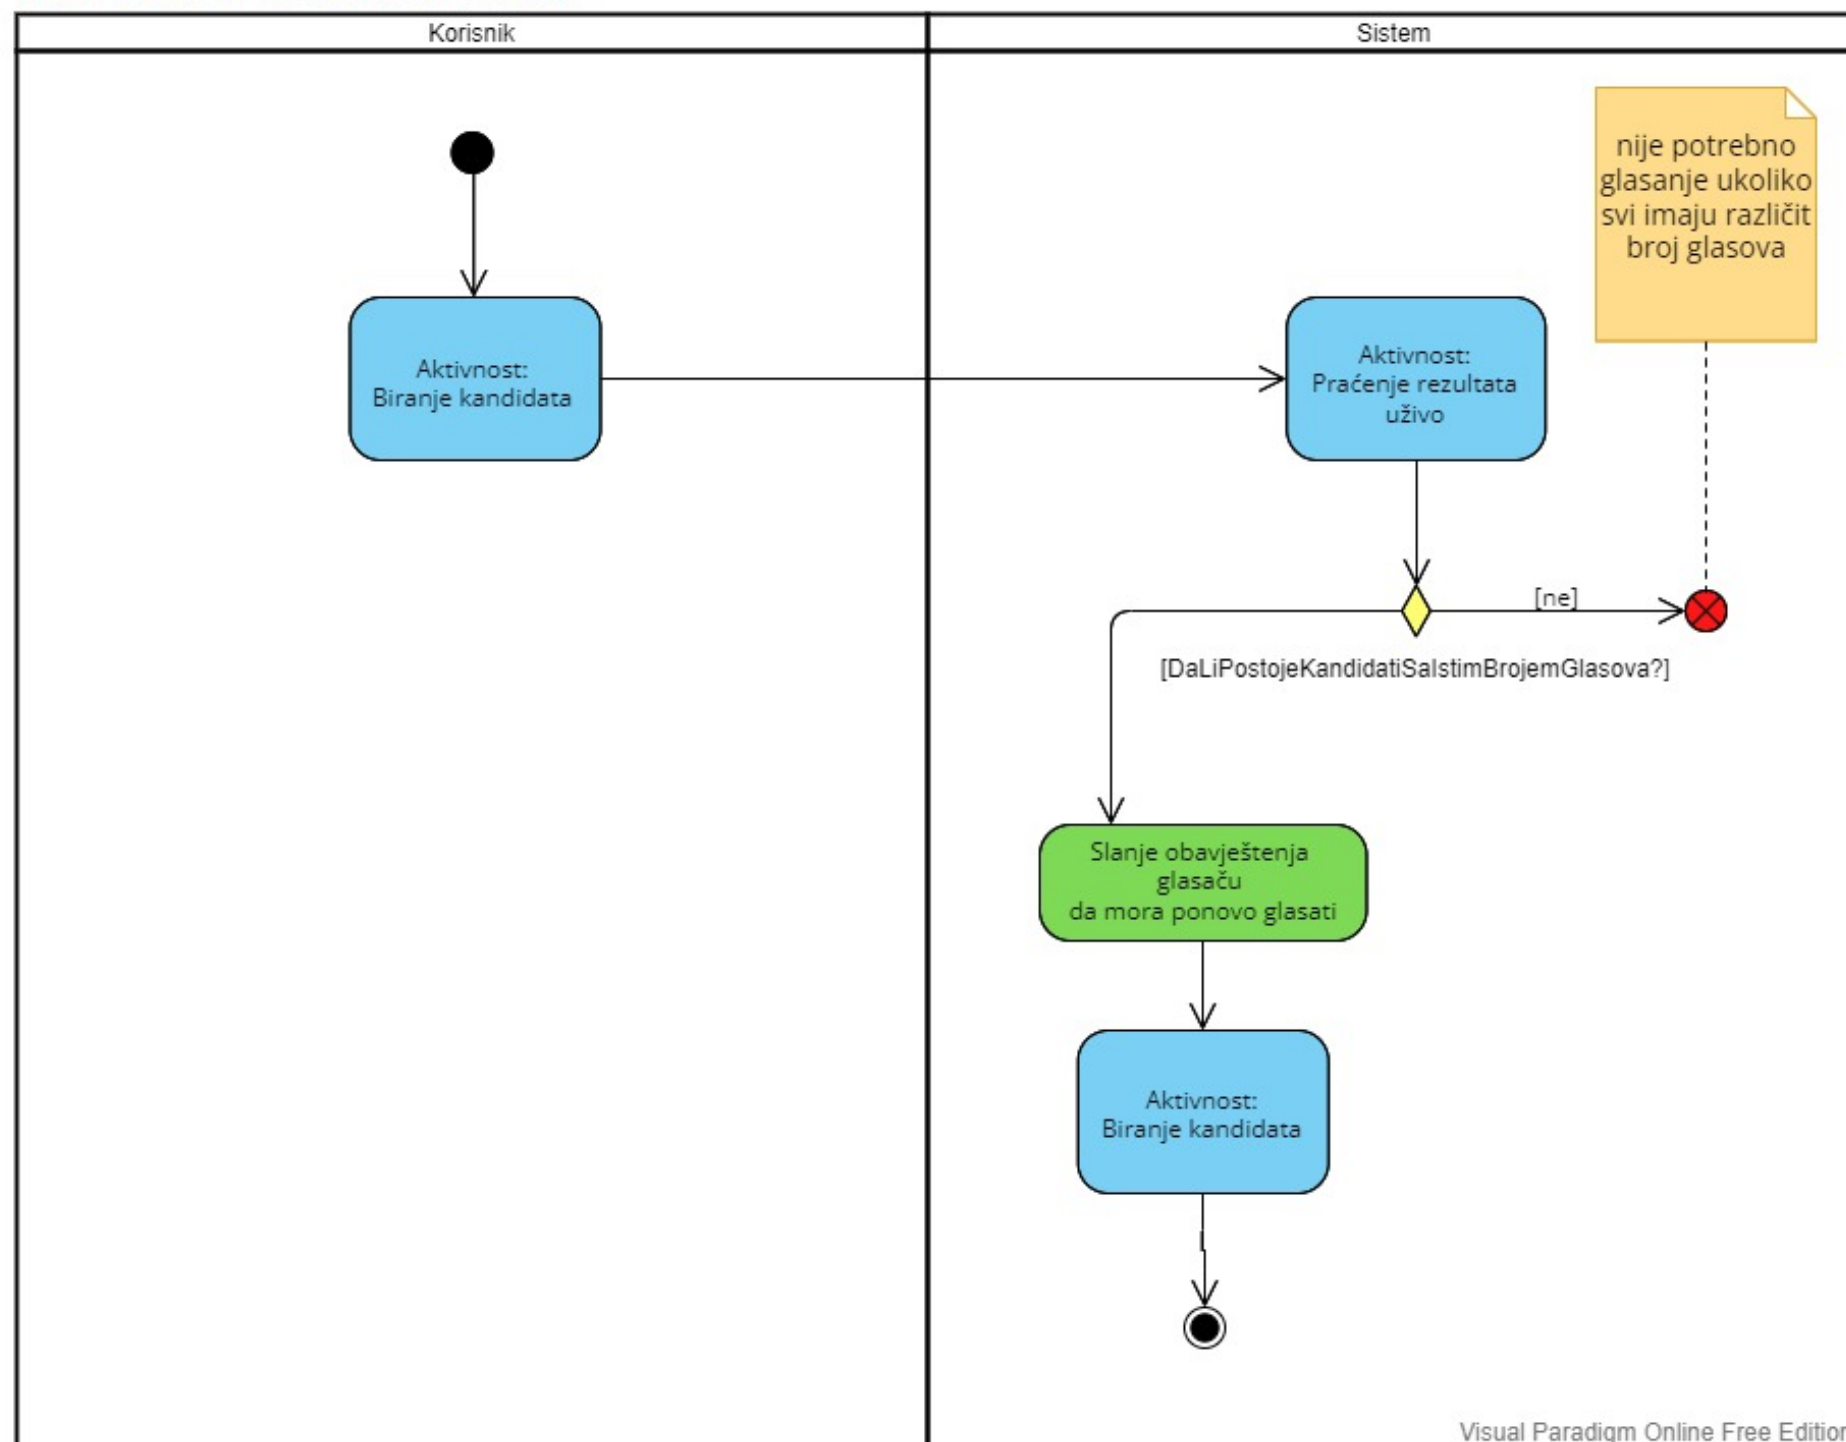 Korisnik
Sistem
nije potrebno
glasanje ukoliko
svi imaju različit
broj glasova
Aktivnost:
Biranje kandidata
Aktivnost:
Praćenje rezultata
uživo
[ne]
[DaLiPostojeKandidatiSaIstimBrojemGlasova?]
Slanje obavještenja
glasaču
da mora ponovo glasati
Aktivnost:
Biranje kandidata
Visual Paradigm Online Free Edition